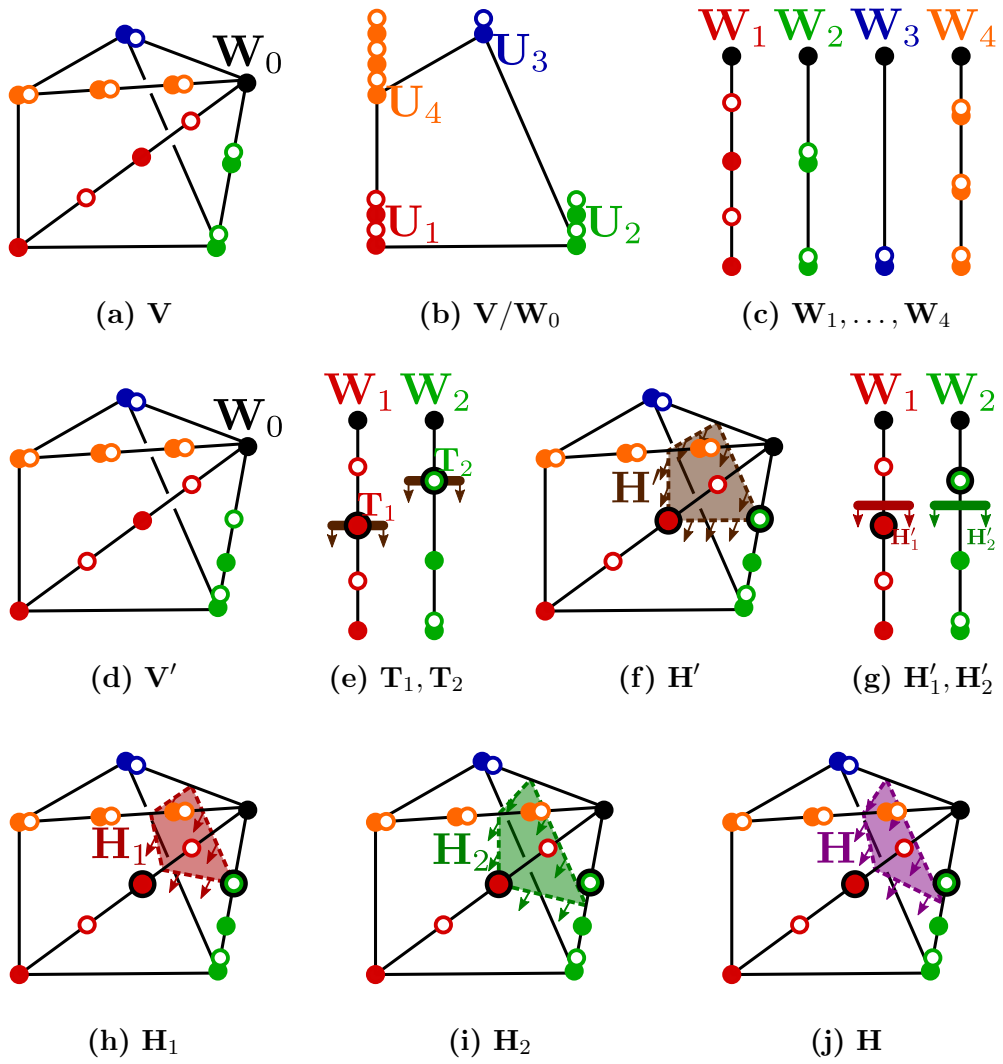 W₀
(a) V
U₄
U₃
U₁
U₂
(b) V/W₀
W₁ W₂ W₃ W₄
(c) W₁, . . . , W₄
W₀
(d) V′
W₁ W₂
T₂
T₁
(e) T₁, T₂
H′
(f) H′
W₁ W₂
H′₁ H′₂
(g) H′₁, H′₂
H₁
(h) H₁
H₂
(i) H₂
H
(j) H